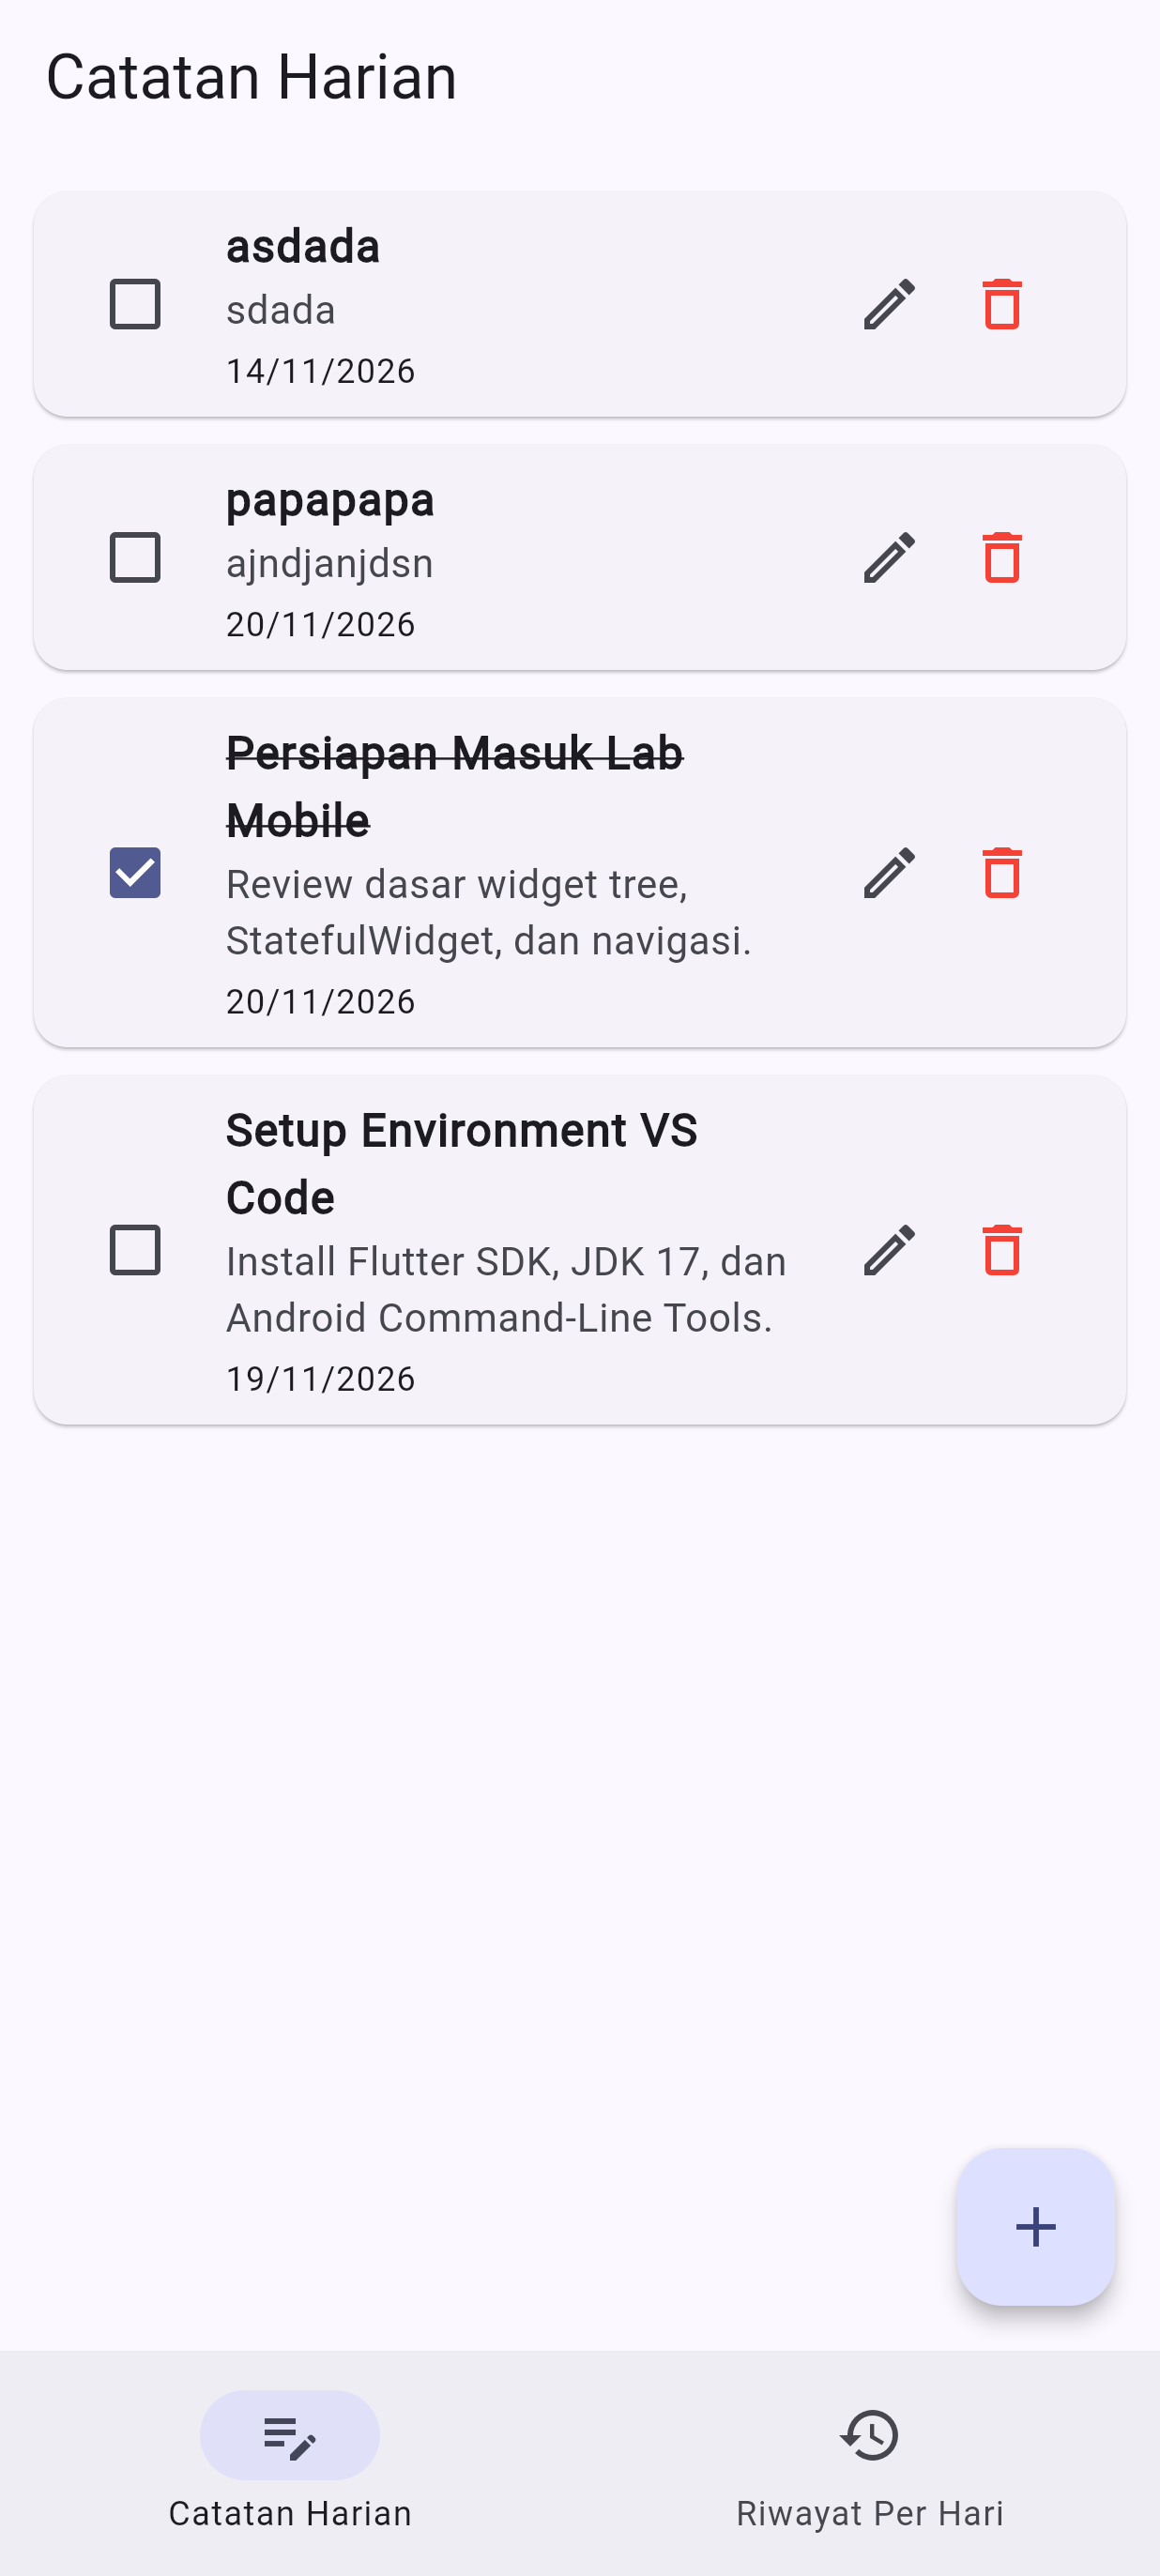 Catatan Harian
asdada
sdada
14/11/2026
papapapa
ajndjanjdsn
20/11/2026
Persiapan Masuk Lab
Mobile
Review dasar widget tree,
StatefulWidget, dan navigasi.
20/11/2026
Setup Environment VS
Code
Install Flutter SDK, JDK 17, dan
Android Command-Line Tools.
19/11/2026
Catatan Harian
Riwayat Per Hari